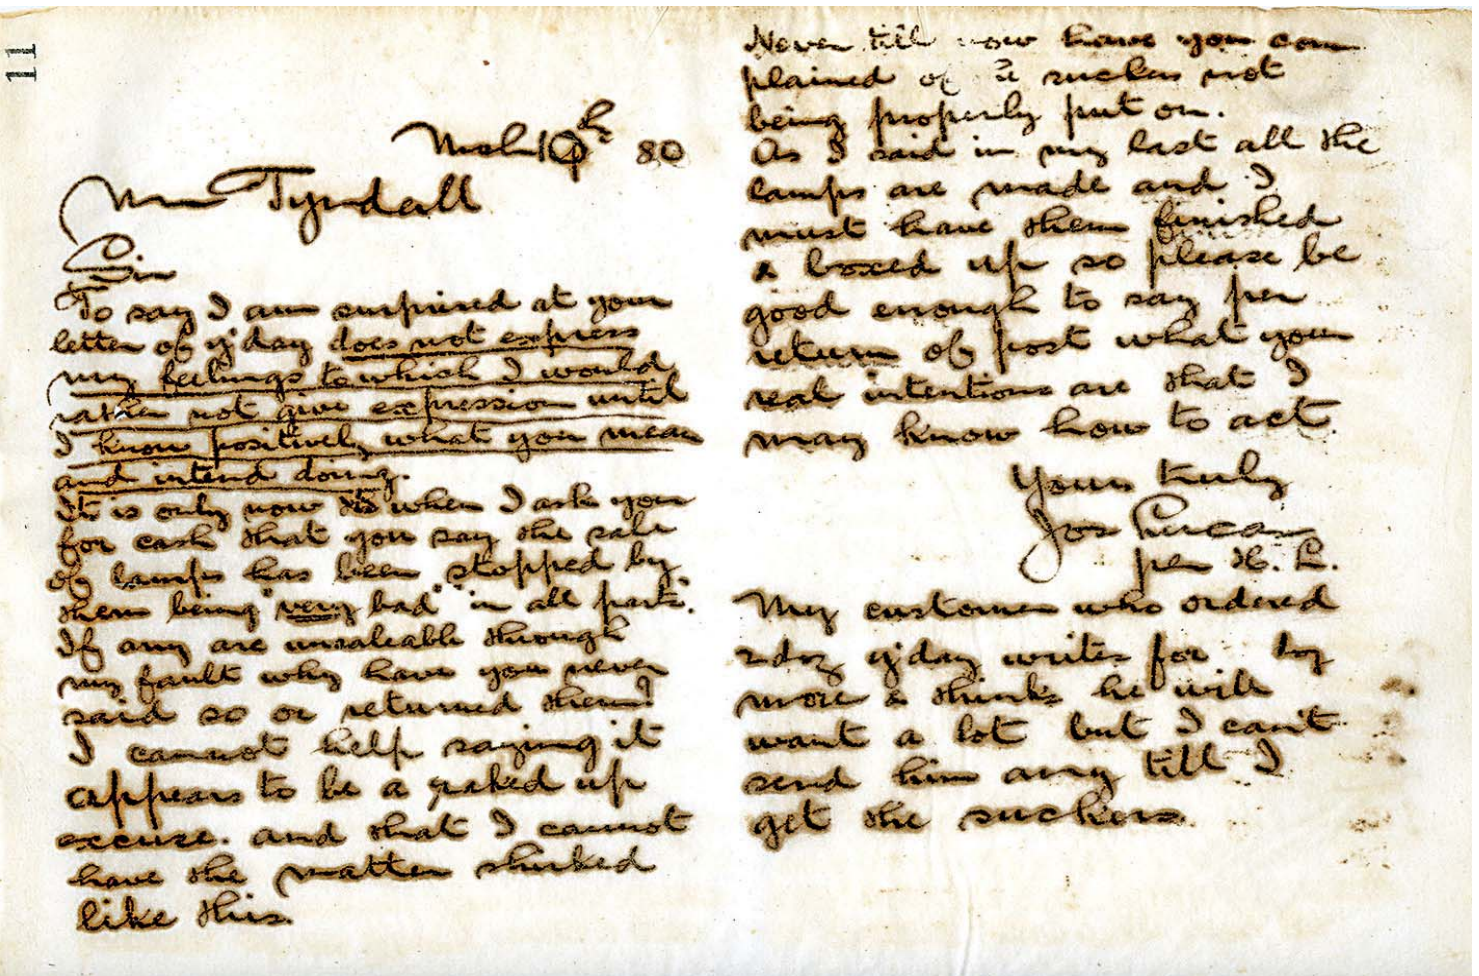 11
Mch 10th 80
Mr Tyndall
Sir
To say I am surprised at your
letter of y'day does not express
my feelings to which I would
rather not give expression until
I know positively what you mean
and intend doing.
It is only now when I ask you
for cash that you say the sale
of lamps has been stopped by
them being "very bad" in all parts.
If any are unsaleable through
my fault why have you never
said so or returned them?
I cannot help saying it
appears to be a raked up
excuse. and that I cannot
have the matter shirked
like this.
Never till now have you com
plained of suckers not
being properly put on.
As I said in my last all the
lamps are made and I
must have them finished
& boxed up so please be
good enough to say per
return of post what you
real intentions are that I
may know how to act.
Yours truly
Jos Lucas
per H. L.
My customer who ordered
2 doz y'day writes for doz
more & thinks he will
want a lot but I can't
send him any till I
get the suckers.